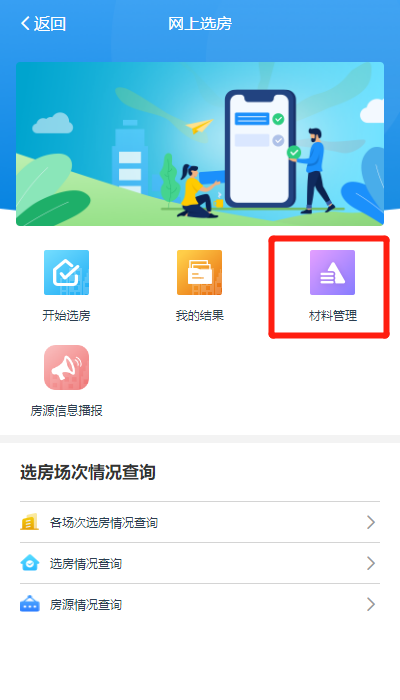 返回
网上选房
开始选房
我的结果
材料管理
房源信息播报
选房场次情况查询
各场次选房情况查询
选房情况查询
房源情况查询